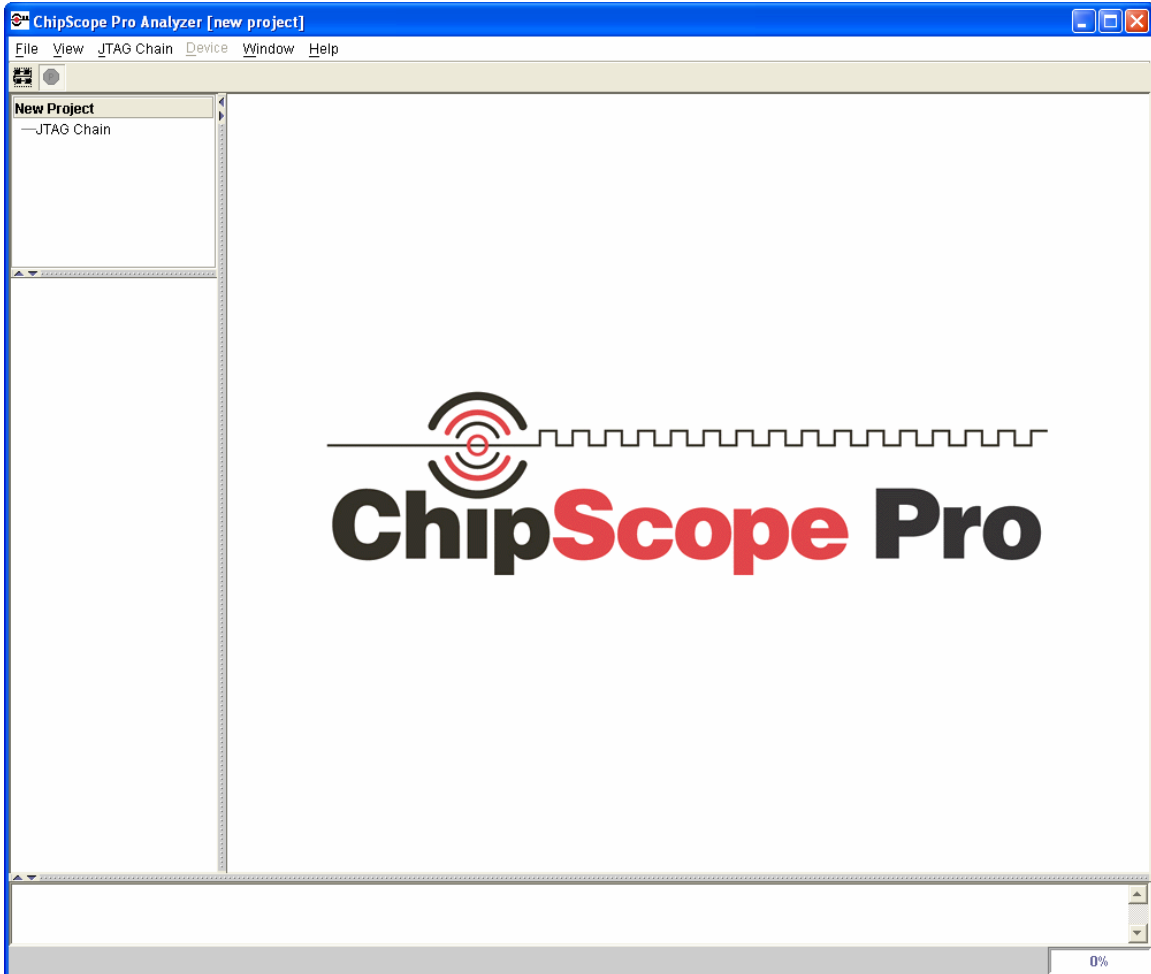 ChipScope Pro Analyzer [new project]
File View JTAG Chain Device Window Help
New Project
JTAG Chain
ChipScope Pro
0%